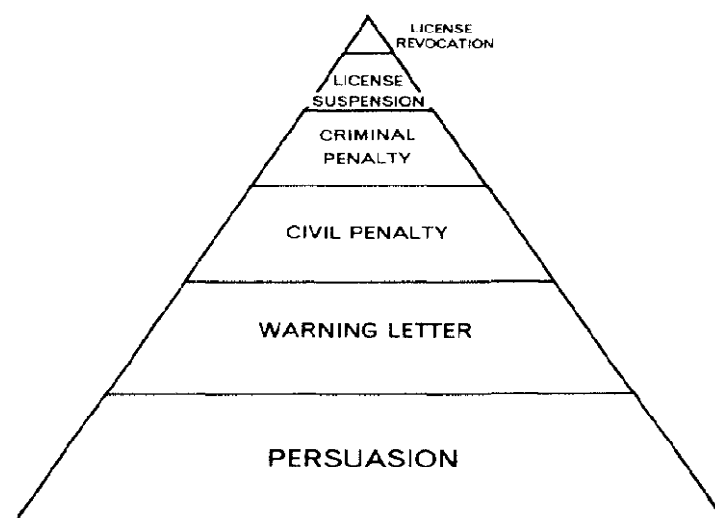 LICENSE
REVOCATION
LICENSE
SUSPENSION
CRIMINAL
PENALTY
CIVIL PENALTY
WARNING LETTER
PERSUASION